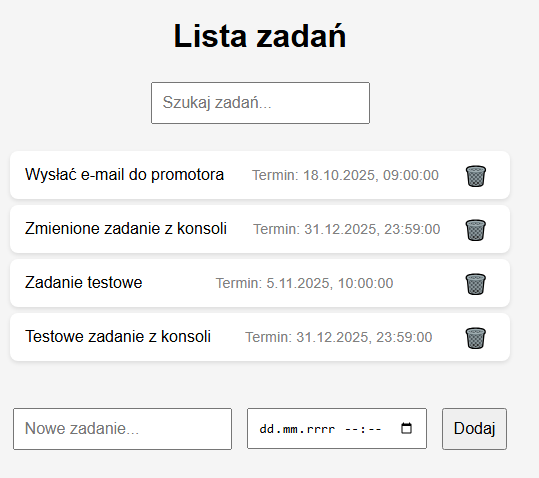 Lista zadań
Szukaj zadań...
Wysłać e-mail do promotora Termin: 18.10.2025, 09:00:00
Zmienione zadanie z konsoli Termin: 31.12.2025, 23:59:00
Zadanie testowe Termin: 5.11.2025, 10:00:00
Testowe zadanie z konsoli Termin: 31.12.2025, 23:59:00
Nowe zadanie... dd.mm.rrrr --:-- Dodaj